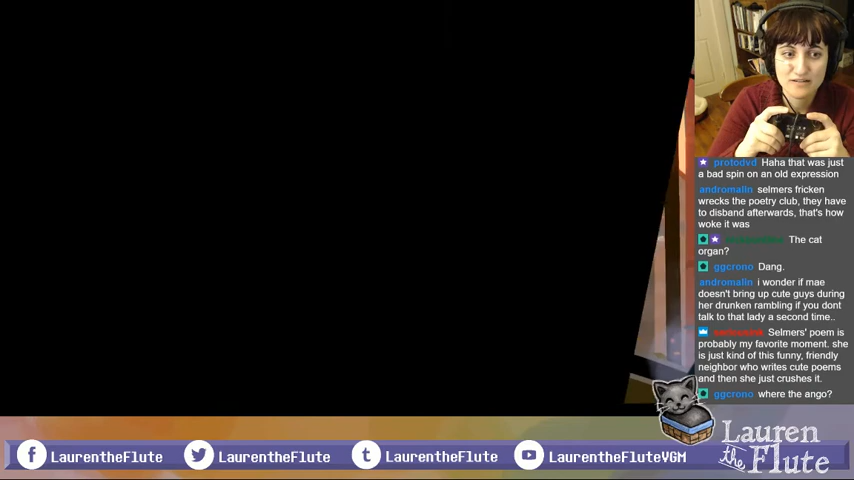 protodvd Haha that was just
a bad spin on an old expression
andromalin selmers fricken
wrecks the poetry club, they have
to disband afterwards, that's how
woke it was
The cat
organ?
ggcrono Dang.
andromalin i wonder if mae
doesn't bring up cute guys during
her drunken rambling if you dont
talk to that lady a second time..
Selmers' poem is
probably my favorite moment. she
is just kind of this funny, friendly
neighbor who writes cute poems
and then she just crushes it.
ggcrono where the ango?
Lauren
the Flute
LaurentheFlute
LaurentheFlute
LaurentheFlute
LaurentheFluteVGM